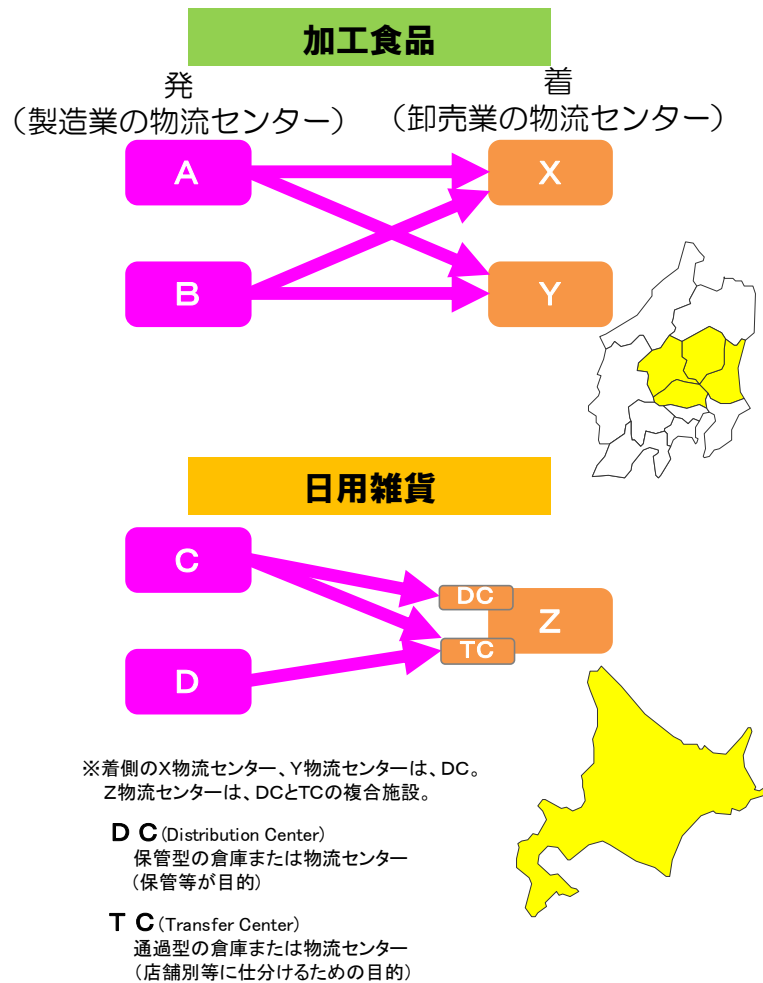 加工食品
発
（製造業の物流センター）
着
（卸売業の物流センター）
A
X
B
Y
日用雑貨
C
DC
Z
TC
D
※着側のX物流センター、Y物流センターは、DC。
Z物流センターは、DCとTCの複合施設。
DC(Distribution Center)
保管型の倉庫または物流センター
（保管等が目的）
TC(Transfer Center)
通過型の倉庫または物流センター
（店舗別等に仕分けるための目的）